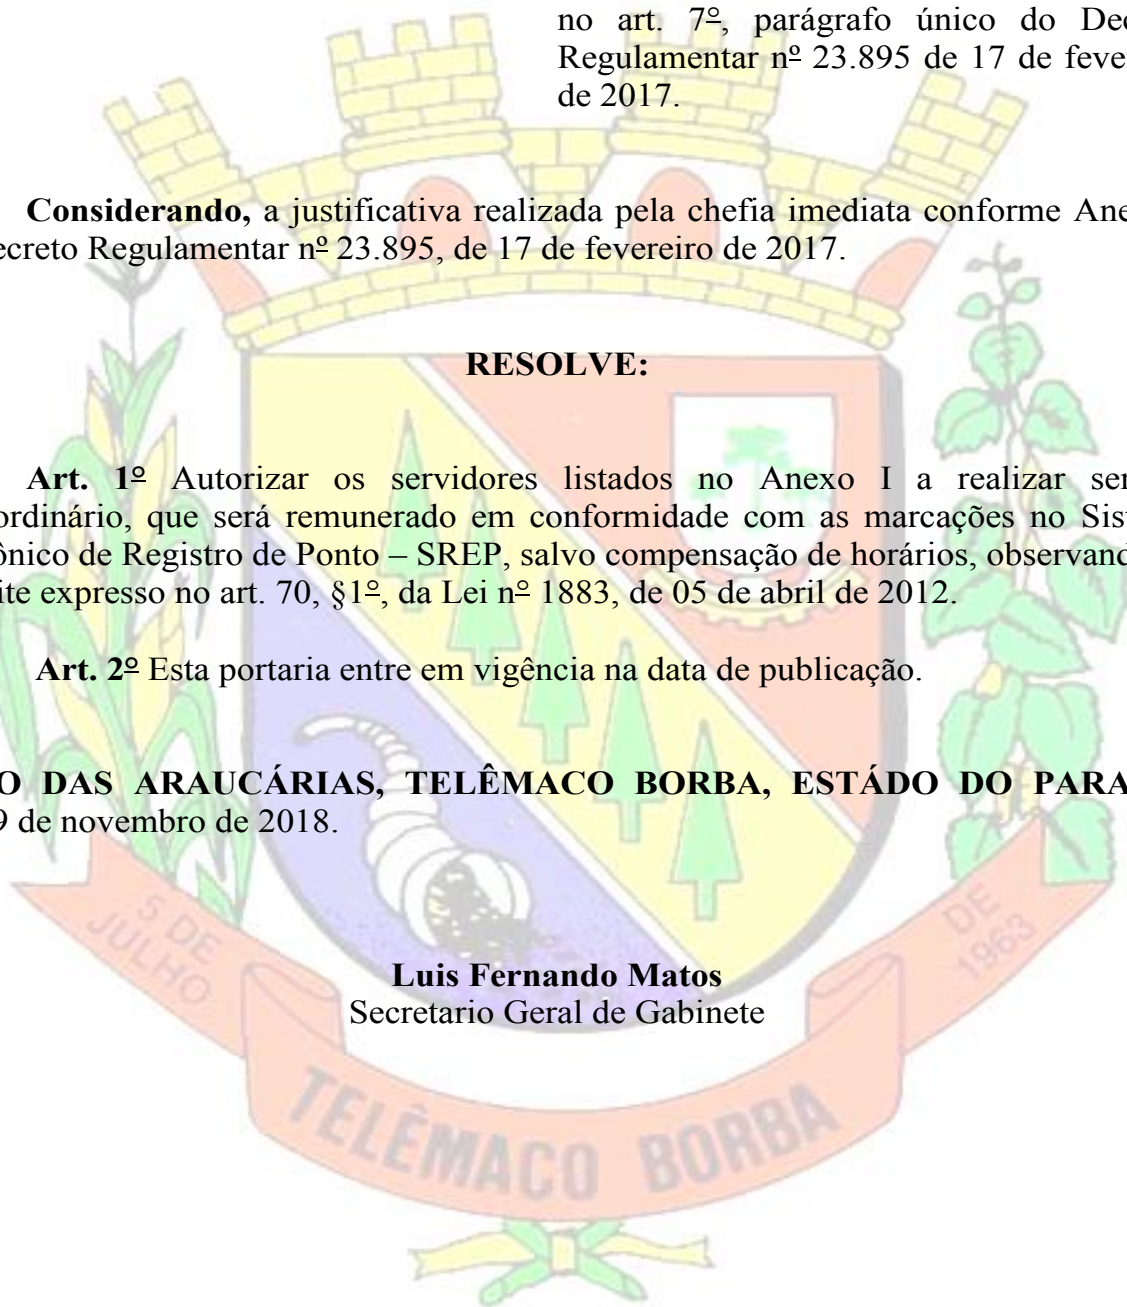 no art. 7º, parágrafo único do Dec
Regulamentar nº 23.895 de 17 de fever
de 2017.
Considerando, a justificativa realizada pela chefia imediata conforme Ane
ecreto Regulamentar nº 23.895, de 17 de fevereiro de 2017.
RESOLVE:
Art. 1º Autorizar os servidores listados no Anexo I a realizar ser
ordinário, que será remunerado em conformidade com as marcações no Sist
ônico de Registro de Ponto – SREP, salvo compensação de horários, observand
ite expresso no art. 70, §1º, da Lei nº 1883, de 05 de abril de 2012.
Art. 2º Esta portaria entre em vigência na data de publicação.
O DAS ARAUCÁRIAS, TELÊMACO BORBA, ESTÁDO DO PARA
9 de novembro de 2018.
Luis Fernando Matos
Secretario Geral de Gabinete
5 DE
JULHO
DE
1963
TELÊMACO BORBA